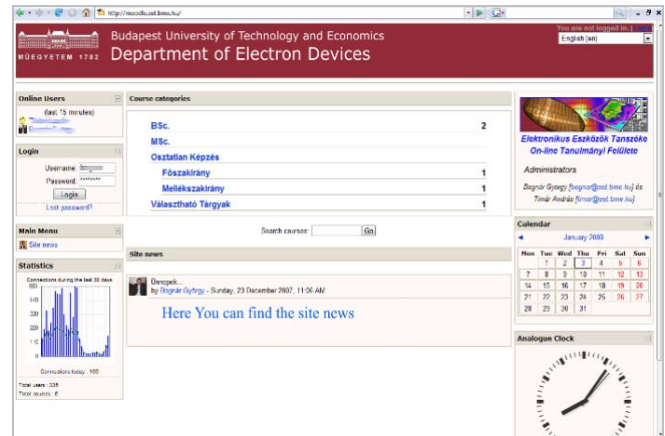 http://moodle.eet.bme.hu/
You are not logged in.
English (en)
Budapest University of Technology and Economics
Department of Electron Devices
MŰEGYETEM 1782
Online Users
(last 15 minutes)
Login
Username:
Password:
Login
Lost password?
Main Menu
Site news
Statistics
Connections during the last 30 days
Connections today : 100
Total users : 335
Total courses : 6
Course categories
BSc. 2
MSc.
Osztatlan Képzés
Főszakirány 1
Mellékszakirány 1
Választható Tárgyak 1
Search courses:
Go
Site news
Ünnepek...
by Bognár György - Sunday, 23 December 2007, 11:06 AM
Here You can find the site news
Elektronikus Eszközök Tanszéke
On-line Tanulmányi Felülete
Administrators
Bognár György [bognar@eet.bme.hu] és
Timár András [timar@eet.bme.hu]
Calendar
January 2008
Mon Tue Wed Thu Fri Sat Sun
1 2 3 4 5 6
7 8 9 10 11 12 13
14 15 16 17 18 19 20
21 22 23 24 25 26 27
28 29 30 31
Analogue Clock